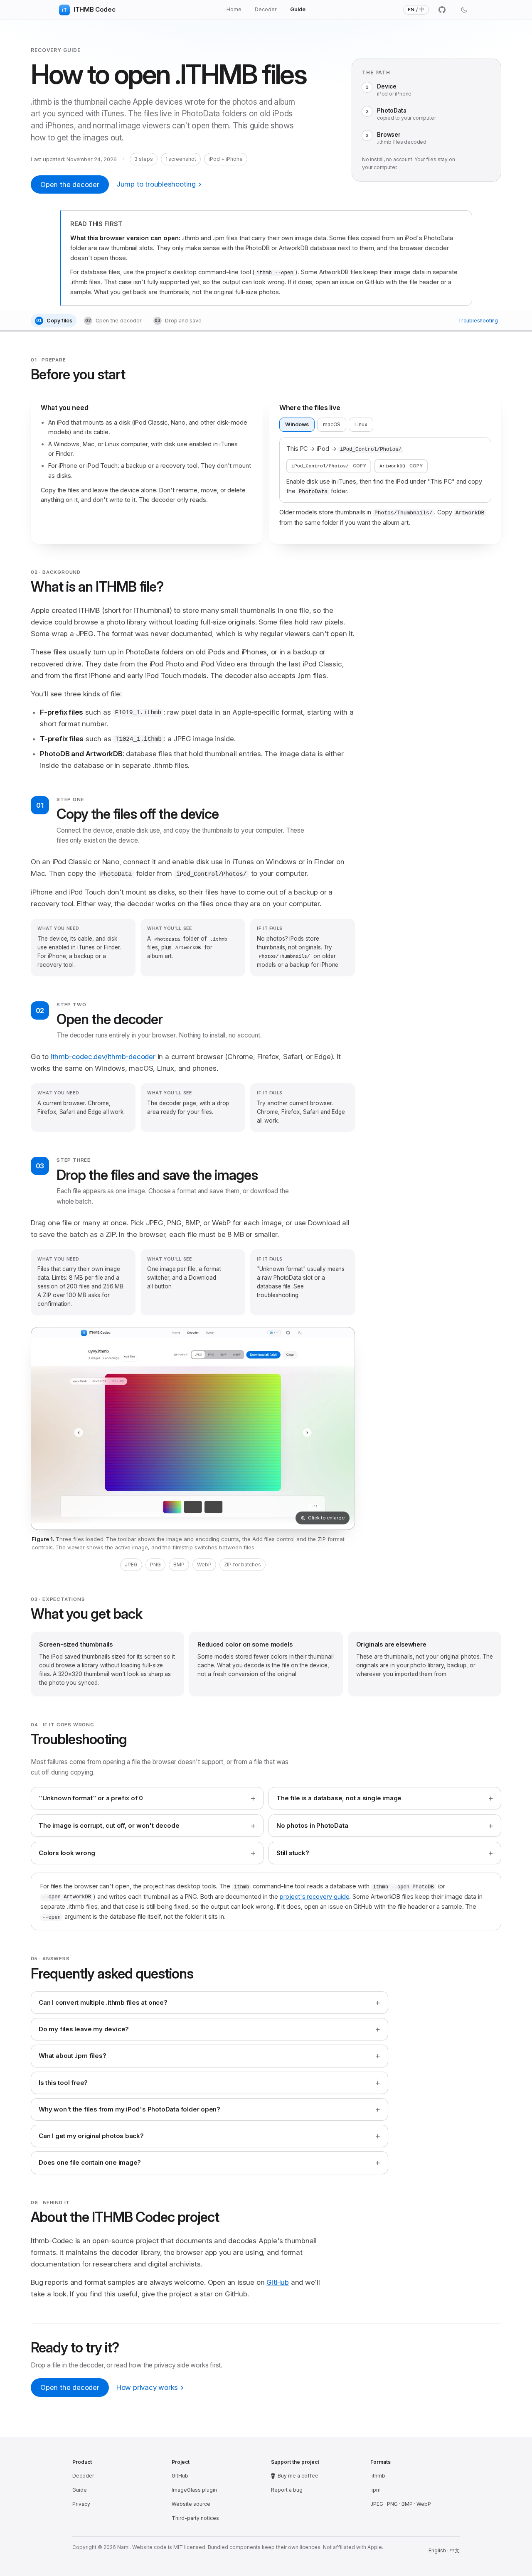 iT ITHMB Codec
Home Decoder Guide
EN / 中
RECOVERY GUIDE
How to open .ITHMB files
.ithmb is the thumbnail cache Apple devices wrote for the photos and album
art you synced with iTunes. The files live in PhotoData folders on old iPods
and iPhones, and normal image viewers can't open them. This guide shows
how to get the images out.
Last updated: November 24, 2026 · 3 steps 1 screenshot iPod + iPhone
Open the decoder Jump to troubleshooting ›
THE PATH
1 Device
iPod or iPhone
2 PhotoData
copied to your computer
3 Browser
.ithmb files decoded
No install, no account. Your files stay on
your computer.
READ THIS FIRST
What this browser version can open: .ithmb and .ipm files that carry their own image data. Some files copied from an iPod's PhotoData
folder are raw thumbnail slots. They only make sense with the PhotoDB or ArtworkDB database next to them, and the browser decoder
doesn't open those.
For database files, use the project's desktop command-line tool ( ithmb --open ). Some ArtworkDB files keep their image data in separate
.ithmb files. That case isn't fully supported yet, so the output can look wrong. If it does, open an issue on GitHub with the file header or a
sample. What you get back are thumbnails, not the original full-size photos.
01 Copy files 02 Open the decoder 03 Drop and save Troubleshooting
01 · PREPARE
Before you start
What you need
• An iPod that mounts as a disk (iPod Classic, Nano, and other disk-mode
models) and its cable.
• A Windows, Mac, or Linux computer, with disk use enabled in iTunes
or Finder.
• For iPhone or iPod Touch: a backup or a recovery tool. They don't mount
as disks.
Copy the files and leave the device alone. Don't rename, move, or delete
anything on it, and don't write to it. The decoder only reads.
Where the files live
Windows macOS Linux
This PC → iPod → iPod_Control/Photos/
iPod_Control/Photos/ COPY ArtworkDB COPY
Enable disk use in iTunes, then find the iPod under "This PC" and copy
the PhotoData folder.
Older models store thumbnails in Photos/Thumbnails/ . Copy ArtworkDB
from the same folder if you want the album art.
02 · BACKGROUND
What is an ITHMB file?
Apple created ITHMB (short for iThumbnail) to store many small thumbnails in one file, so the
device could browse a photo library without loading full-size originals. Some files hold raw pixels.
Some wrap a JPEG. The format was never documented, which is why regular viewers can't open it.
These files usually turn up in PhotoData folders on old iPods and iPhones, or in a backup or
recovered drive. They date from the iPod Photo and iPod Video era through the last iPod Classic,
and from the first iPhone and early iPod Touch models. The decoder also accepts .ipm files.
You'll see three kinds of file:
• F-prefix files such as F1019_1.ithmb : raw pixel data in an Apple-specific format, starting with a
short format number.
• T-prefix files such as T1024_1.ithmb : a JPEG image inside.
• PhotoDB and ArtworkDB: database files that hold thumbnail entries. The image data is either
inside the database or in separate .ithmb files.
01 STEP ONE
Copy the files off the device
Connect the device, enable disk use, and copy the thumbnails to your computer. These
files only exist on the device.
On an iPod Classic or Nano, connect it and enable disk use in iTunes on Windows or in Finder on
Mac. Then copy the PhotoData folder from iPod_Control/Photos/ to your computer.
iPhone and iPod Touch don't mount as disks, so their files have to come out of a backup or a
recovery tool. Either way, the decoder works on the files once they are on your computer.
WHAT YOU NEED
The device, its cable, and disk
use enabled in iTunes or Finder.
For iPhone, a backup or a
recovery tool.
WHAT YOU'LL SEE
A PhotoData folder of .ithmb
files, plus ArtworkDB for
album art.
IF IT FAILS
No photos? iPods store
thumbnails, not originals. Try
Photos/Thumbnails/ on older
models or a backup for iPhone.
02 STEP TWO
Open the decoder
The decoder runs entirely in your browser. Nothing to install, no account.
Go to ithmb-codec.dev/ithmb-decoder in a current browser (Chrome, Firefox, Safari, or Edge). It
works the same on Windows, macOS, Linux, and phones.
WHAT YOU NEED
A current browser. Chrome,
Firefox, Safari and Edge all work.
WHAT YOU'LL SEE
The decoder page, with a drop
area ready for your files.
IF IT FAILS
Try another current browser.
Chrome, Firefox, Safari and Edge
all work.
03 STEP THREE
Drop the files and save the images
Each file appears as one image. Choose a format and save them, or download the
whole batch.
Drag one file or many at once. Pick JPEG, PNG, BMP, or WebP for each image, or use Download all
to save the batch as a ZIP. In the browser, each file must be 8 MB or smaller.
WHAT YOU NEED
Files that carry their own image
data. Limits: 8 MB per file and a
session of 200 files and 256 MB.
A ZIP over 100 MB asks for
confirmation.
WHAT YOU'LL SEE
One image per file, a format
switcher, and a Download
all button.
IF IT FAILS
"Unknown format" usually means
a raw PhotoData slot or a
database file. See
troubleshooting.
ITHMB Codec
Click to enlarge
Figure 1. Three files loaded. The toolbar shows the image and encoding counts, the Add files control and the ZIP format
controls. The viewer shows the active image, and the filmstrip switches between files.
JPEG PNG BMP WebP ZIP for batches
03 · EXPECTATIONS
What you get back
Screen-sized thumbnails
The iPod saved thumbnails sized for its screen so it
could browse a library without loading full-size
files. A 320×320 thumbnail won't look as sharp as
the photo you synced.
Reduced color on some models
Some models stored fewer colors in their thumbnail
cache. What you decode is the file on the device,
not a fresh conversion of the original.
Originals are elsewhere
These are thumbnails, not your original photos. The
originals are in your photo library, backup, or
wherever you imported them from.
04 · IF IT GOES WRONG
Troubleshooting
Most failures come from opening a file the browser doesn't support, or from a file that was
cut off during copying.
"Unknown format" or a prefix of 0 +
The file is a database, not a single image +
The image is corrupt, cut off, or won't decode +
No photos in PhotoData +
Colors look wrong +
Still stuck? +
For files the browser can't open, the project has desktop tools. The ithmb command-line tool reads a database with ithmb --open PhotoDB (or
--open ArtworkDB ) and writes each thumbnail as a PNG. Both are documented in the project's recovery guide. Some ArtworkDB files keep their image data in
separate .ithmb files, and that case is still being fixed, so the output can look wrong. If it does, open an issue on GitHub with the file header or a sample. The
--open argument is the database file itself, not the folder it sits in.
05 · ANSWERS
Frequently asked questions
Can I convert multiple .ithmb files at once? +
Do my files leave my device? +
What about .ipm files? +
Is this tool free? +
Why won't the files from my iPod's PhotoData folder open? +
Can I get my original photos back? +
Does one file contain one image? +
06 · BEHIND IT
About the ITHMB Codec project
Ithmb-Codec is an open-source project that documents and decodes Apple's thumbnail
formats. It maintains the decoder library, the browser app you are using, and format
documentation for researchers and digital archivists.
Bug reports and format samples are always welcome. Open an issue on GitHub and we'll
take a look. If you find this useful, give the project a star on GitHub.
Ready to try it?
Drop a file in the decoder, or read how the privacy side works first.
Open the decoder How privacy works ›
Product
Decoder
Guide
Privacy
Project
GitHub
ImageGlass plugin
Website source
Third-party notices
Support the project
Buy me a coffee
Report a bug
Formats
.ithmb
.ipm
JPEG · PNG · BMP · WebP
Copyright © 2026 Nami. Website code is MIT licensed. Bundled components keep their own licences. Not affiliated with Apple.
English · 中文